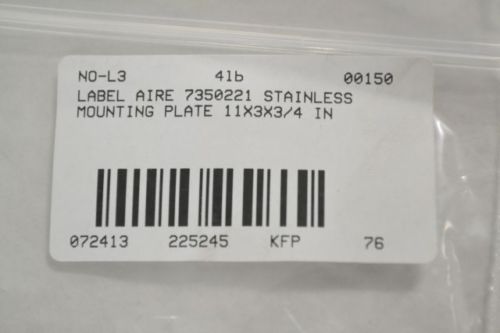 NO-L3 41b 00150
LABEL AIRE 7350221 STAINLESS
MOUNTING PLATE 11X3X3/4 IN
072413 225245 KFP 76